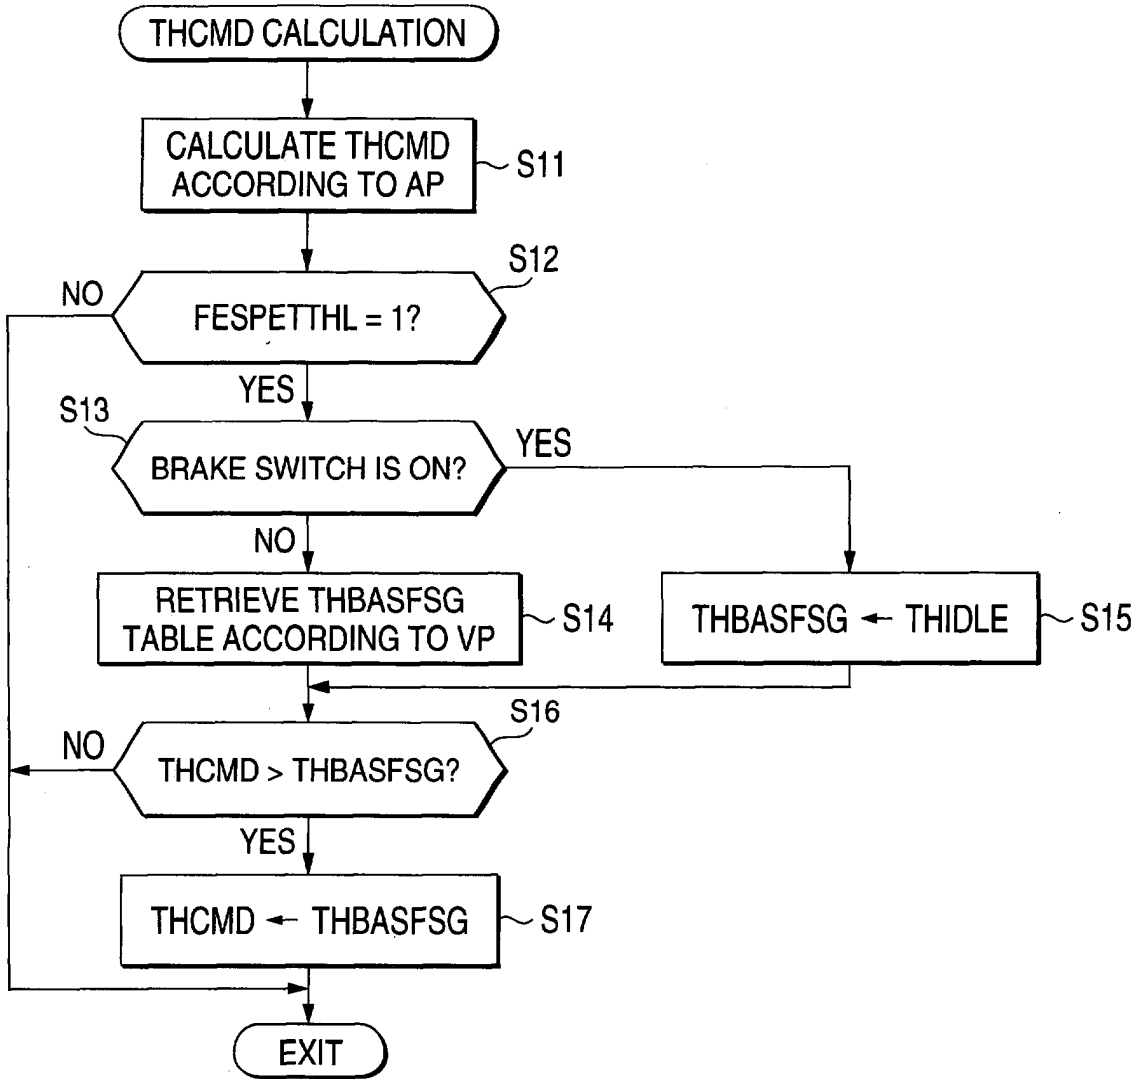 THCMD CALCULATION
CALCULATE THCMD
ACCORDING TO AP
S11
S12
NO
FESPETTHL = 1?
YES
S13
BRAKE SWITCH IS ON?
YES
NO
RETRIEVE THBASFSG
TABLE ACCORDING TO VP
S14
THBASFSG ← THIDLE
S15
S16
NO
THCMD > THBASFSG?
YES
THCMD ← THBASFSG
S17
EXIT